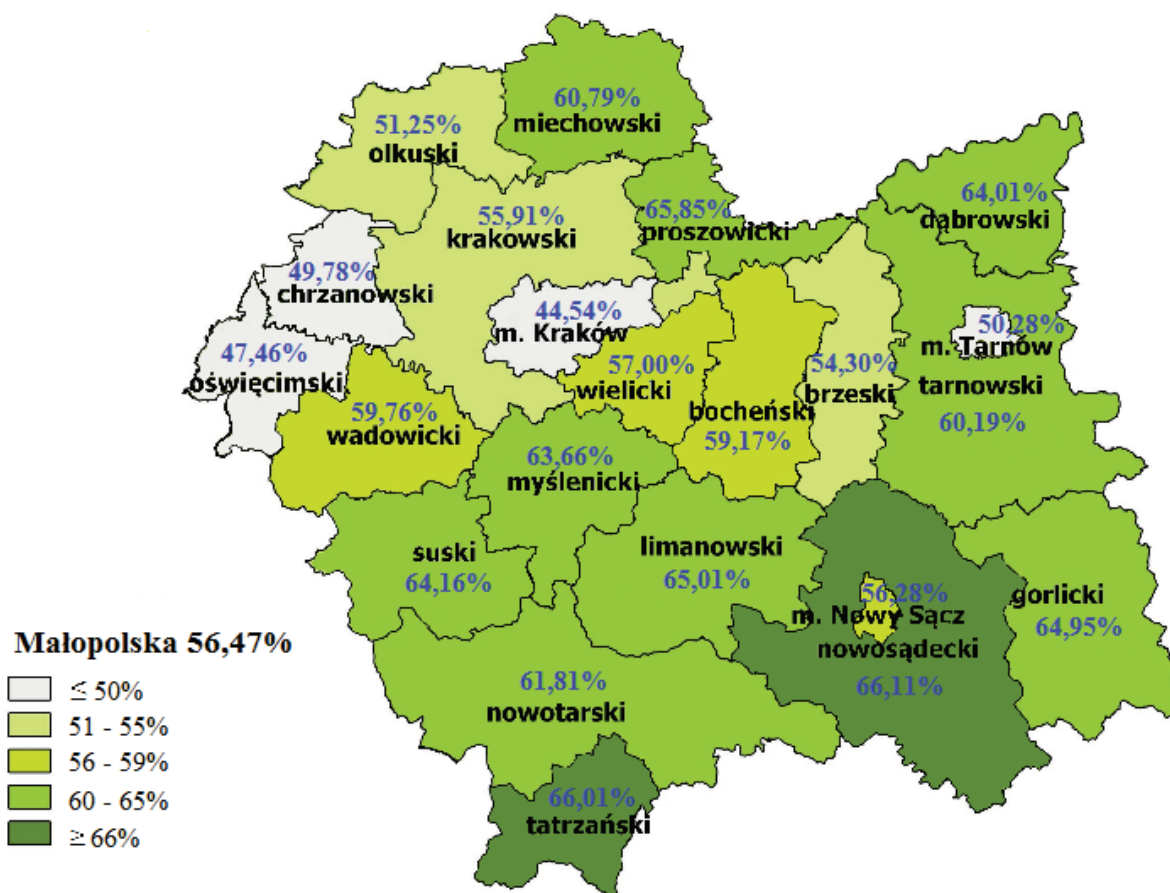 60,79%
miechowski
51,25%
olkuski
64,01%
dąbrowski
65,85%
proszowicki
55,91%
krakowski
49,78%
chrzanowski
44,54%
m. Kraków
50,28%
m. Tarnów
47,46%
oświęcimski
57,00%
wielicki
54,30%
brzeski
tarnowski
60,19%
59,76%
wadowicki
bocheński
59,17%
63,66%
myślenicki
suski
64,16%
limanowski
65,01%
56,28%
m. Nowy Sącz
nowosądecki
66,11%
gorlicki
64,95%
61,81%
nowotarski
66,01%
tatrzański
Małopolska 56,47%
≤ 50%
51 - 55%
56 - 59%
60 - 65%
≥ 66%